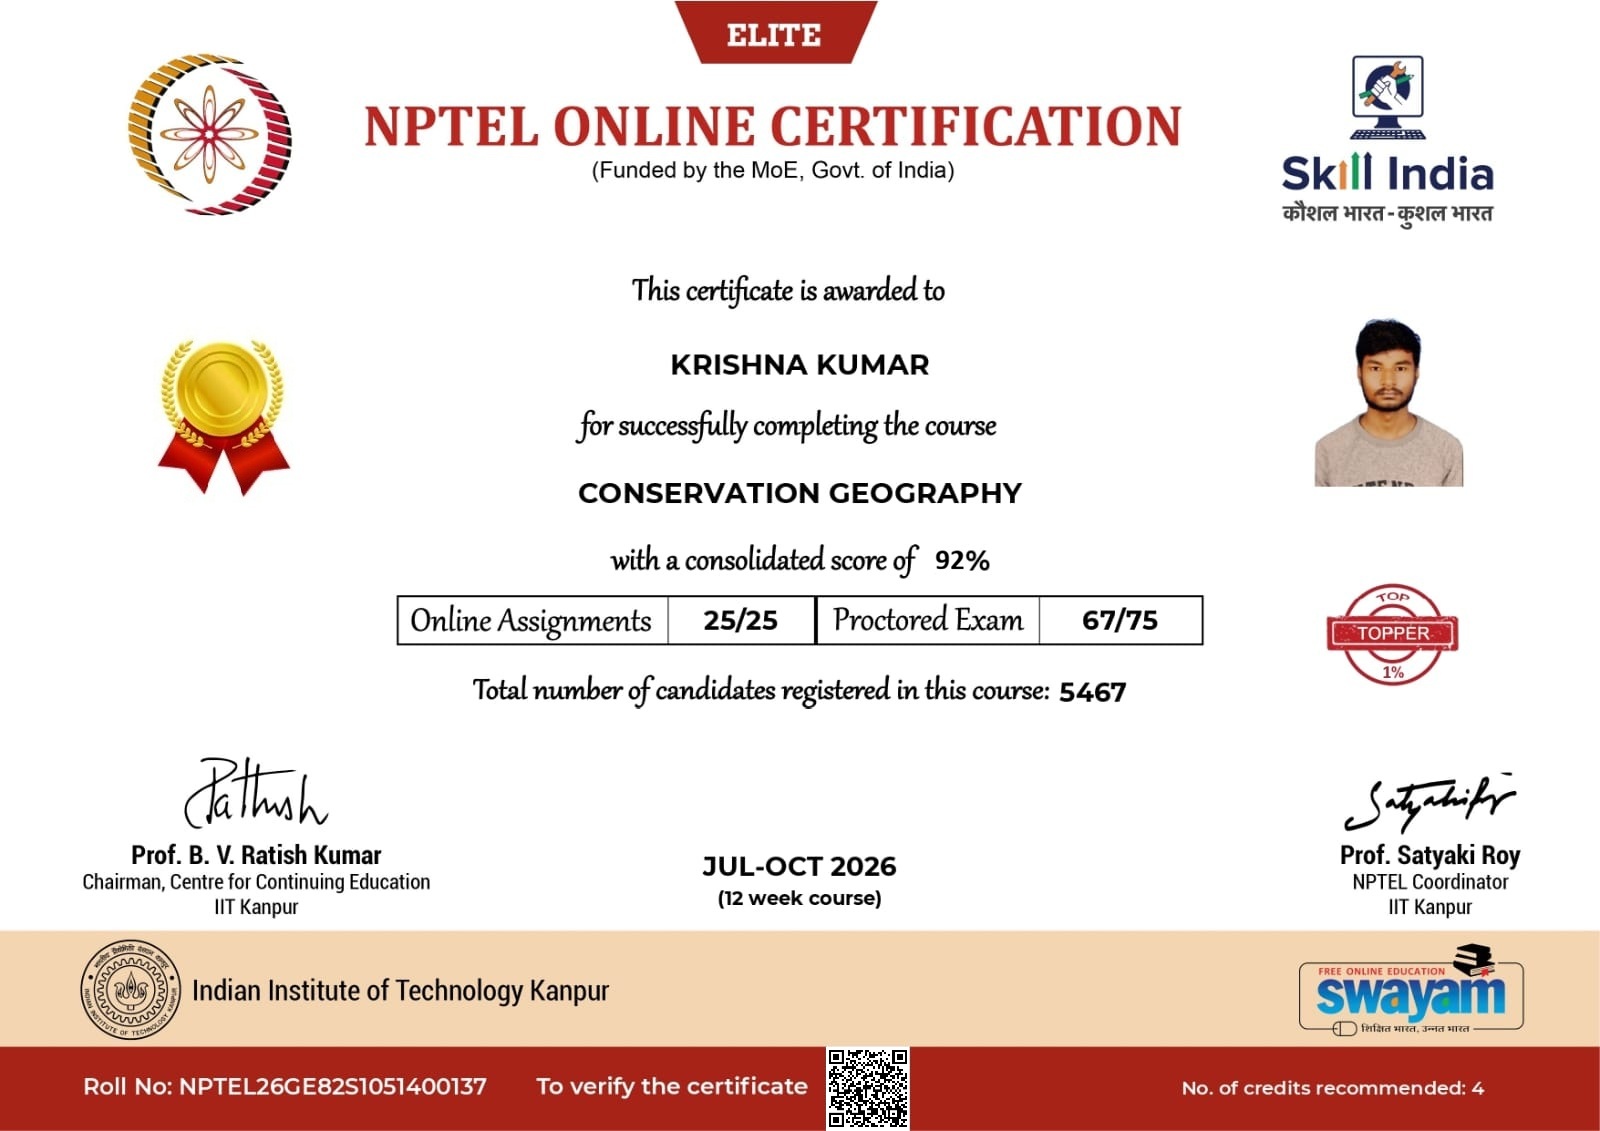 ELITE
NPTEL ONLINE CERTIFICATION
(Funded by the MoE, Govt. of India)
Skill India
कौशल भारत - कुशल भारत
This certificate is awarded to
KRISHNA KUMAR
for successfully completing the course
CONSERVATION GEOGRAPHY
with a consolidated score of 92%
Online Assignments 25/25 Proctored Exam 67/75
TOP
TOPPER
1%
Total number of candidates registered in this course: 5467
Prof. B. V. Ratish Kumar
Chairman, Centre for Continuing Education
IIT Kanpur
JUL-OCT 2026
(12 week course)
Prof. Satyaki Roy
NPTEL Coordinator
IIT Kanpur
INDIAN INSTITUTE OF TECHNOLOGY KANPUR
Indian Institute of Technology Kanpur
FREE ONLINE EDUCATION
swayam
शिक्षित भारत, उन्नत भारत
Roll No: NPTEL26GE82S1051400137
To verify the certificate
No. of credits recommended: 4